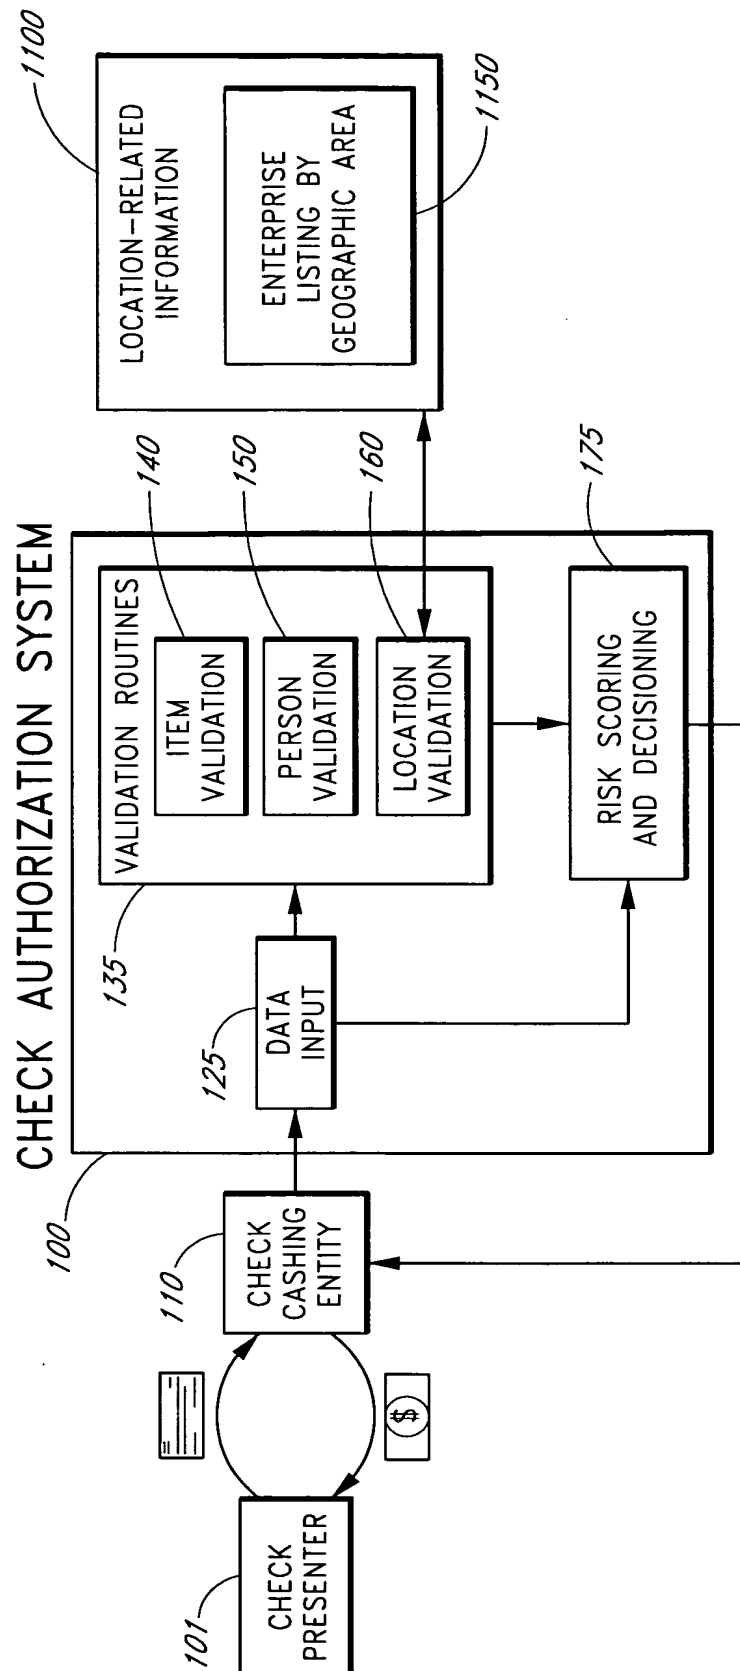 CHECK AUTHORIZATION SYSTEM
101
CHECK
PRESENTER
$
110
CHECK
CASHING
ENTITY
100
125
DATA
INPUT
135
VALIDATION ROUTINES
140
ITEM
VALIDATION
150
PERSON
VALIDATION
160
LOCATION
VALIDATION
175
RISK SCORING
AND DECISIONING
1100
LOCATION-RELATED
INFORMATION
1150
ENTERPRISE
LISTING BY
GEOGRAPHIC AREA